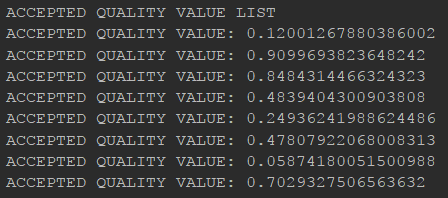 ACCEPTED QUALITY VALUE LIST
ACCEPTED QUALITY VALUE: 0.12001267880386002
ACCEPTED QUALITY VALUE: 0.9099693823648242
ACCEPTED QUALITY VALUE: 0.8484314466324323
ACCEPTED QUALITY VALUE: 0.4839404300903808
ACCEPTED QUALITY VALUE: 0.24936241988624486
ACCEPTED QUALITY VALUE: 0.47807922068008313
ACCEPTED QUALITY VALUE: 0.05874180051500988
ACCEPTED QUALITY VALUE: 0.7029327506563632